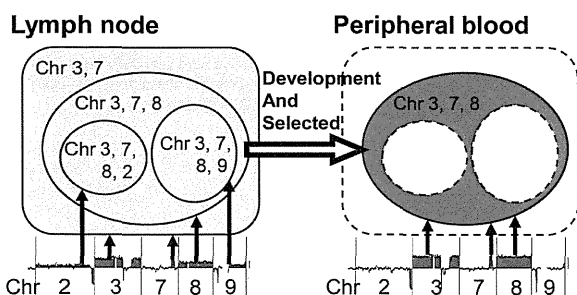 Lymph node
Peripheral blood
Chr 3, 7
Chr 3, 7, 8
Chr 3, 7,
8, 2
Chr 3, 7,
8, 9
Development
And
Selected
Chr 3, 7, 8
Chr 2 3 7 8 9
2 3 7 8 9